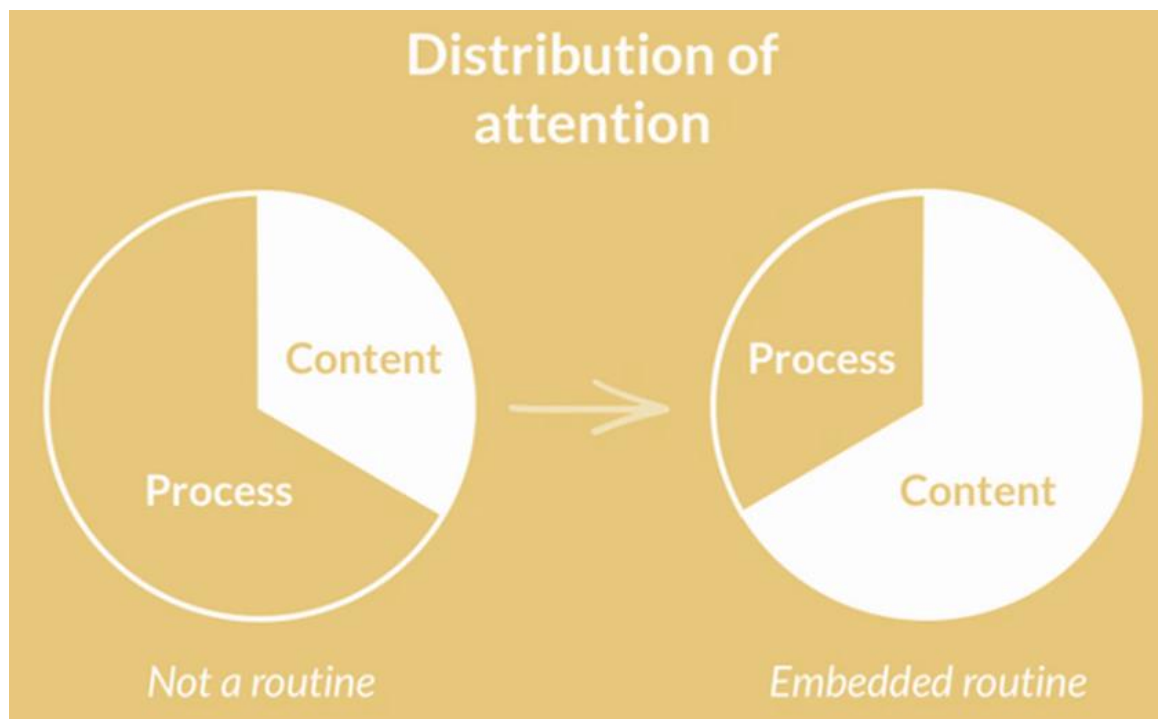 Distribution of
attention
Content
Process
Not a routine
Process
Content
Embedded routine